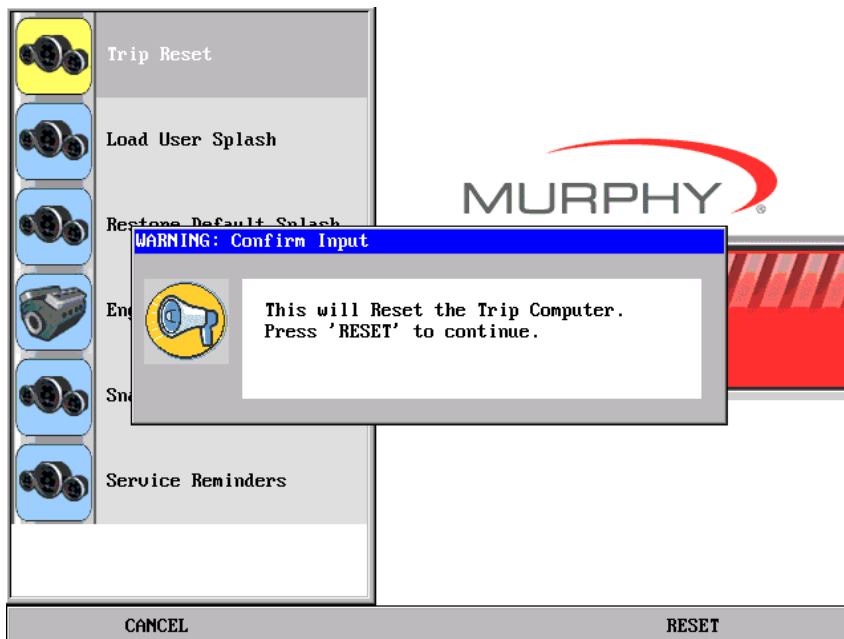 Trip Reset
Load User Splash
Restore Default Splash
WARNING: Confirm Input
This will Reset the Trip Computer.
Press 'RESET' to continue.
Service Reminders
MURPHY®
CANCEL
RESET